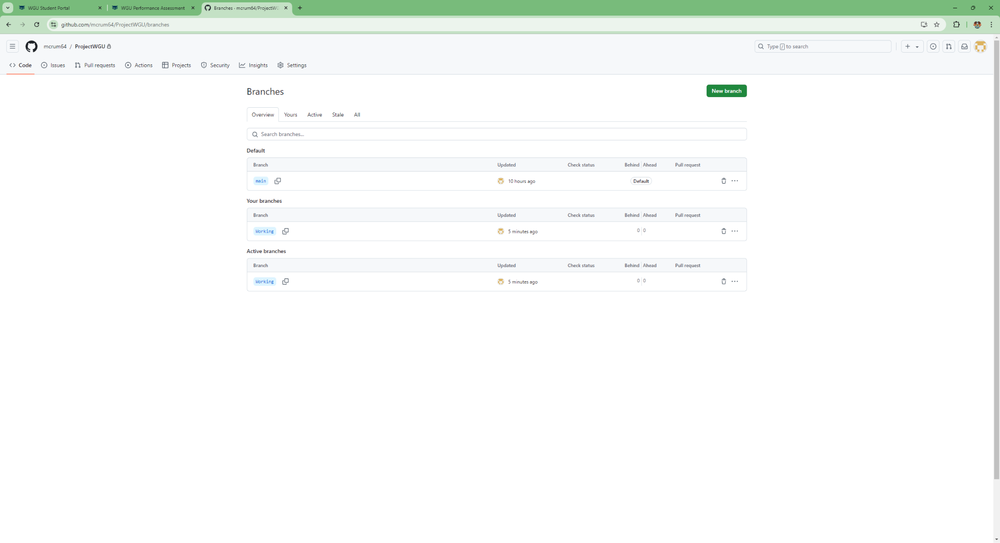 WGU Student Portal
WGU Performance Assessment
Branches · mcrum64/ProjectWG
github.com/mcrum64/ProjectWGU/branches
mcrum64 / ProjectWGU
Type / to search
Code
Issues
Pull requests
Actions
Projects
Security
Insights
Settings
Branches
New branch
Overview
Yours
Active
Stale
All
Search branches...
Default
Branch Updated Check status Behind Ahead Pull request
main 10 hours ago Default
Your branches
Branch Updated Check status Behind Ahead Pull request
Working 5 minutes ago 0 0
Active branches
Branch Updated Check status Behind Ahead Pull request
Working 5 minutes ago 0 0